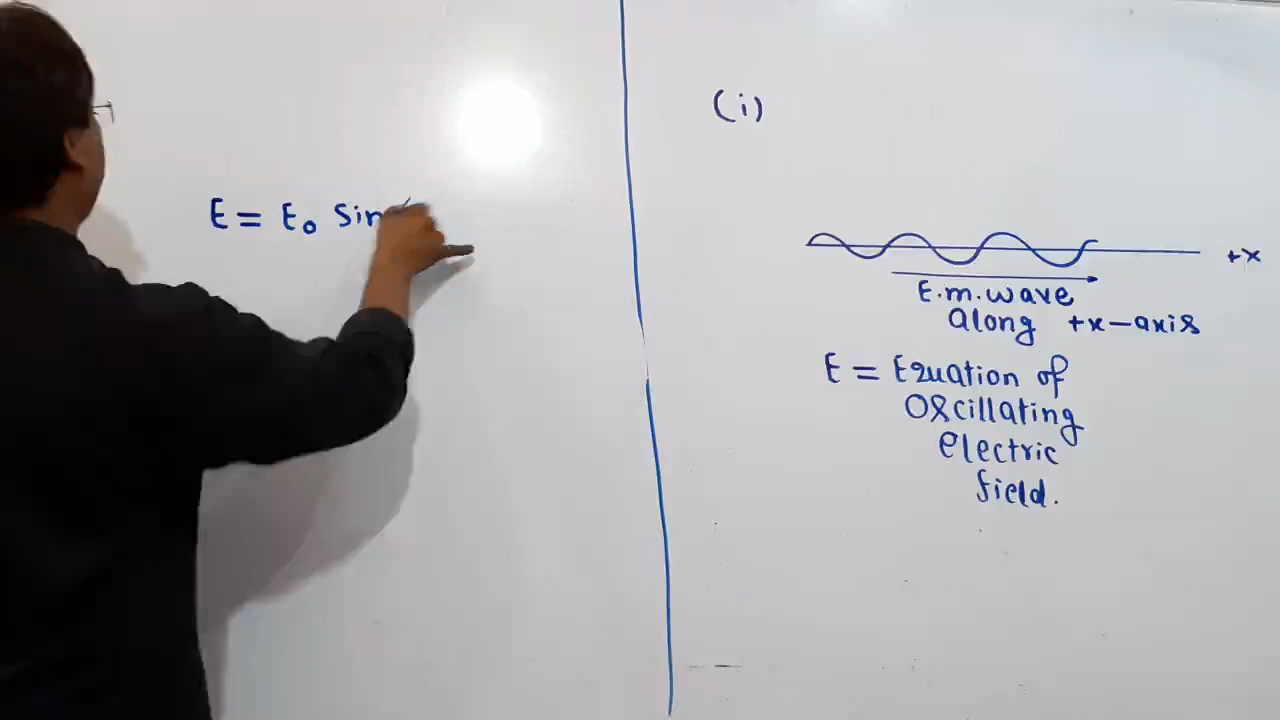 E = E₀ Sin (
(i)
+x
E.m.wave
along +x-axis
E = Equation of
Oscillating
electric
field.